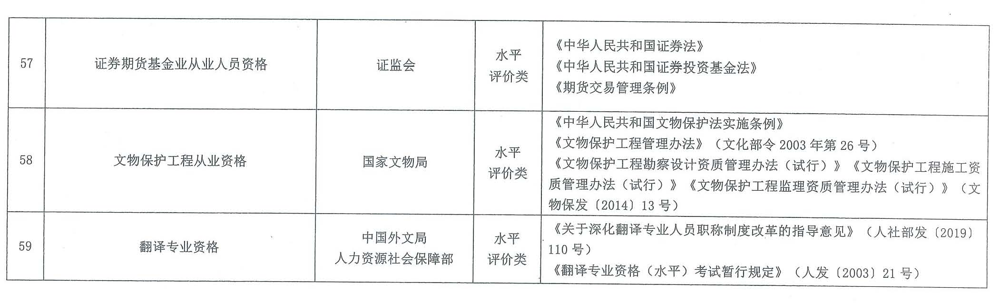 57
证券期货基金业从业人员资格
证监会
水平
评价类
《中华人民共和国证券法》
《中华人民共和国证券投资基金法》
《期货交易管理条例》
58
文物保护工程从业资格
国家文物局
水平
评价类
《中华人民共和国文物保护法实施条例》
《文物保护工程管理办法》（文化部令 2003 年第 26 号）
《文物保护工程勘察设计资质管理办法（试行）》《文物保护工程施工资
质管理办法（试行）》《文物保护工程监理资质管理办法（试行）》（文
物保发〔2014〕13 号）
59
翻译专业资格
中国外文局
人力资源社会保障部
水平
评价类
《关于深化翻译专业人员职称制度改革的指导意见》（人社部发〔2019〕
110 号）
《翻译专业资格（水平）考试暂行规定》（人发〔2003〕21 号）